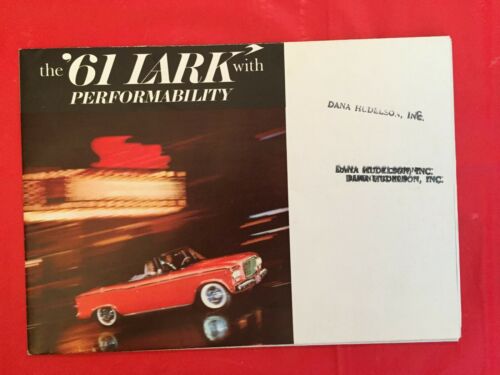 the '61 LARK with
PERFORMABILITY
DANA HUDELSON, INC.
DANA HUDELSON, INC.
DANA HUDELSON, INC.